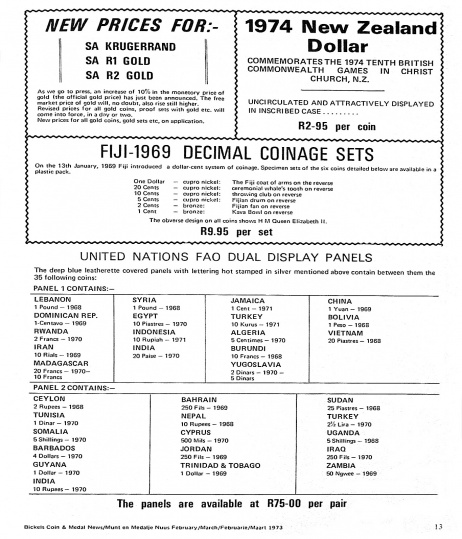 NEW PRICES FOR:-
SA KRUGERRAND
SA R1 GOLD
SA R2 GOLD
As we go to press, an increase of 10% in the monetary price of
gold (the official gold price) has just been announced. The free
market price of gold will, no doubt, also rise still higher.
Revised prices for all gold coins, proof sets with gold etc. will
come into force, in a day or two.
New prices for all gold coins, gold sets etc, on application.
1974 New Zealand
Dollar
COMMEMORATES THE 1974 TENTH BRITISH
COMMONWEALTH GAMES IN CHRIST
CHURCH, N.Z.
UNCIRCULATED AND ATTRACTIVELY DISPLAYED
IN INSCRIBED CASE . . . . . . . . .
R2-95 per coin
FIJI-1969 DECIMAL COINAGE SETS
On the 13th January, 1969 Fiji introduced a dollar-cent system of coinage. Specimen sets of the six coins detailed below are available in a
plastic pack.
One Dollar — cupro nickel: The Fiji coat of arms on the reverse
20 Cents — cupro nickel: ceremonial whale's tooth on reverse
10 Cents — cupro nickel: throwing club on reverse
5 Cents — cupro nickel: Fijian drum on reverse
2 Cents — bronze: Fijian fan on reverse
1 Cent — bronze: Kava Bowl on reverse
The obverse design on all coins shows H M Queen Elizabeth II.
R9.95 per set
UNITED NATIONS FAO DUAL DISPLAY PANELS
The deep blue leatherette covered panels with lettering hot stamped in silver mentioned above contain between them the
35 following coins:
PANEL 1 CONTAINS:—
LEBANON
1 Pound — 1968
DOMINICAN REP.
1-Centavo — 1969
RWANDA
2 Francs — 1970
IRAN
10 Rials — 1969
MADAGASCAR
20 Francs — 1970—
10 Francs
SYRIA
1 Pound — 1968
EGYPT
10 Piastres — 1970
INDONESIA
10 Rupiah — 1971
INDIA
20 Paise — 1970
JAMAICA
1 Cent — 1971
TURKEY
10 Kurus — 1971
ALGERIA
5 Centimes — 1970
BURUNDI
10 Francs — 1968
YUGOSLAVIA
2 Dinars — 1970 —
5 Dinars
CHINA
1 Yuan — 1969
BOLIVIA
1 Peso — 1968
VIETNAM
20 Piastres — 1968
PANEL 2 CONTAINS:—
CEYLON
2 Rupees — 1968
TUNISIA
1 Dinar — 1970
SOMALIA
5 Shillings — 1970
BARBADOS
4 Dollars — 1970
GUYANA
1 Dollar — 1970
INDIA
10 Rupees — 1970
BAHRAIN
250 Fils — 1969
NEPAL
10 Rupees — 1968
CYPRUS
500 Mils — 1970
JORDAN
250 Fils — 1969
TRINIDAD & TOBAGO
1 Dollar — 1969
SUDAN
25 Piastres — 1968
TURKEY
2½ Lira — 1970
UGANDA
5 Shillings — 1968
IRAQ
250 Fils — 1970
ZAMBIA
50 Ngwee — 1969
The panels are available at R75-00 per pair
Bickels Coin & Medal News/Munt en Medalje Nuus February/March/Februarie/Maart 1973
13